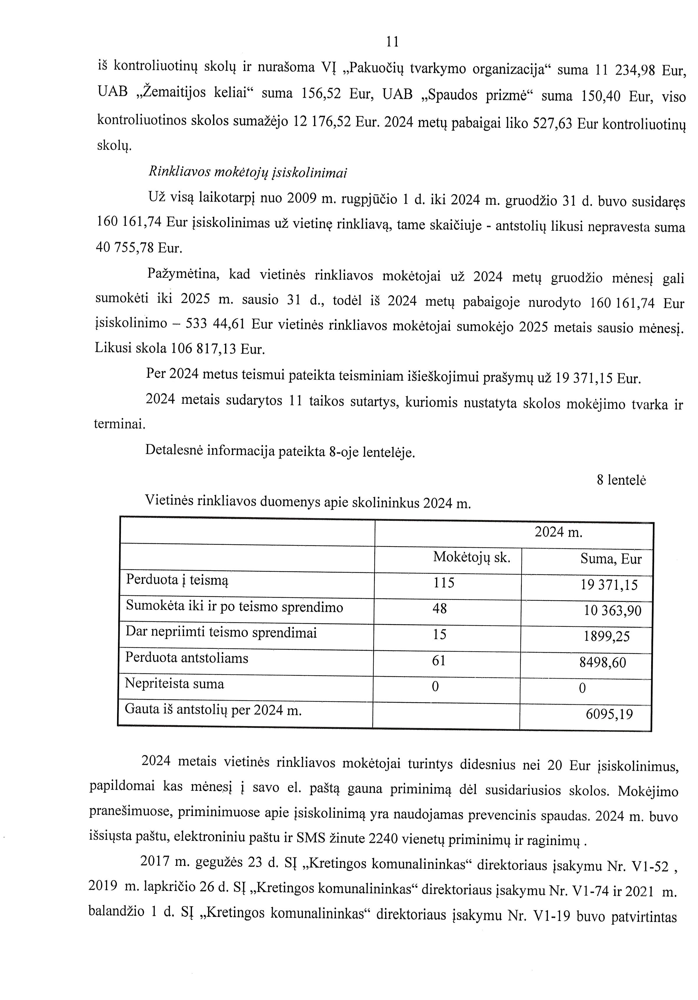 11
iš kontroliuotinų skolų ir nurašoma VĮ „Pakuočių tvarkymo organizacija“ suma 11 234,98 Eur,
UAB „Žemaitijos keliai“ suma 156,52 Eur, UAB „Spaudos prizmė“ suma 150,40 Eur, viso
kontroliuotinos skolos sumažėjo 12 176,52 Eur. 2024 metų pabaigai liko 527,63 Eur kontroliuotinų
skolų.
Rinkliavos mokėtojų įsiskolinimai
Už visą laikotarpį nuo 2009 m. rugpjūčio 1 d. iki 2024 m. gruodžio 31 d. buvo susidaręs
160 161,74 Eur įsiskolinimas už vietinę rinkliavą, tame skaičiuje - antstolių likusi nepravesta suma
40 755,78 Eur.
Pažymėtina, kad vietinės rinkliavos mokėtojai už 2024 metų gruodžio mėnesį gali
sumokėti iki 2025 m. sausio 31 d., todėl iš 2024 metų pabaigoje nurodyto 160 161,74 Eur
įsiskolinimo – 533 44,61 Eur vietinės rinkliavos mokėtojai sumokėjo 2025 metais sausio mėnesį.
Likusi skola 106 817,13 Eur.
Per 2024 metus teismui pateikta teisminiam išieškojimui prašymų už 19 371,15 Eur.
2024 metais sudarytos 11 taikos sutartys, kuriomis nustatyta skolos mokėjimo tvarka ir
terminai.
Detalesnė informacija pateikta 8-oje lentelėje.
8 lentelė
Vietinės rinkliavos duomenys apie skolininkus 2024 m.
2024 m.
Mokėtojų sk. Suma, Eur
Perduota į teismą 115 19 371,15
Sumokėta iki ir po teismo sprendimo 48 10 363,90
Dar nepriimti teismo sprendimai 15 1899,25
Perduota antstoliams 61 8498,60
Nepriteista suma 0 0
Gauta iš antstolių per 2024 m. 6095,19
2024 metais vietinės rinkliavos mokėtojai turintys didesnius nei 20 Eur įsiskolinimus,
papildomai kas mėnesį į savo el. paštą gauna priminimą dėl susidariusios skolos. Mokėjimo
pranešimuose, priminimuose apie įsiskolinimą yra naudojamas prevencinis spaudas. 2024 m. buvo
išsiųsta paštu, elektroniniu paštu ir SMS žinute 2240 vienetų priminimų ir raginimų .
2017 m. gegužės 23 d. SĮ „Kretingos komunalininkas“ direktoriaus įsakymu Nr. V1-52 ,
2019 m. lapkričio 26 d. SĮ „Kretingos komunalininkas“ direktoriaus įsakymu Nr. V1-74 ir 2021 m.
balandžio 1 d. SĮ „Kretingos komunalininkas“ direktoriaus įsakymu Nr. V1-19 buvo patvirtintas